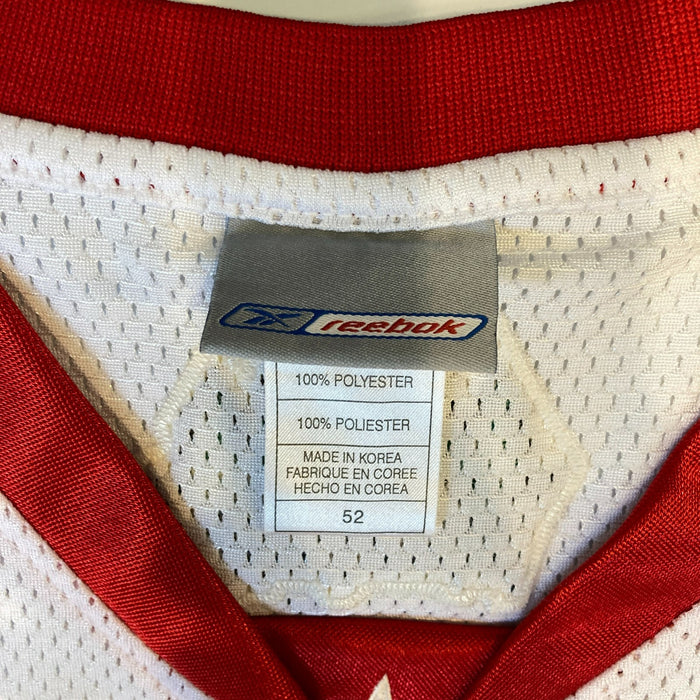 reebok
100% POLYESTER
100% POLIESTER
MADE IN KOREA
FABRIQUE EN COREE
HECHO EN COREA
52